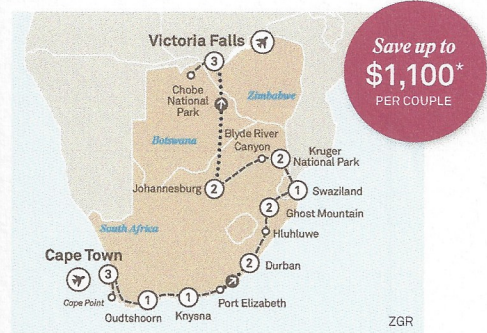 Victoria Falls
3
Chobe
National
Park
Zimbabwe
Botswana
Blyde River
Canyon
2
Kruger
National Park
Johannesburg
2
1
Swaziland
2
Ghost Mountain
Hluhluwe
South Africa
2
Durban
Cape Town
3
Cape Point
1
Oudtshoorn
1
Knysna
Port Elizabeth
Save up to
$1,100*
PER COUPLE
ZGR